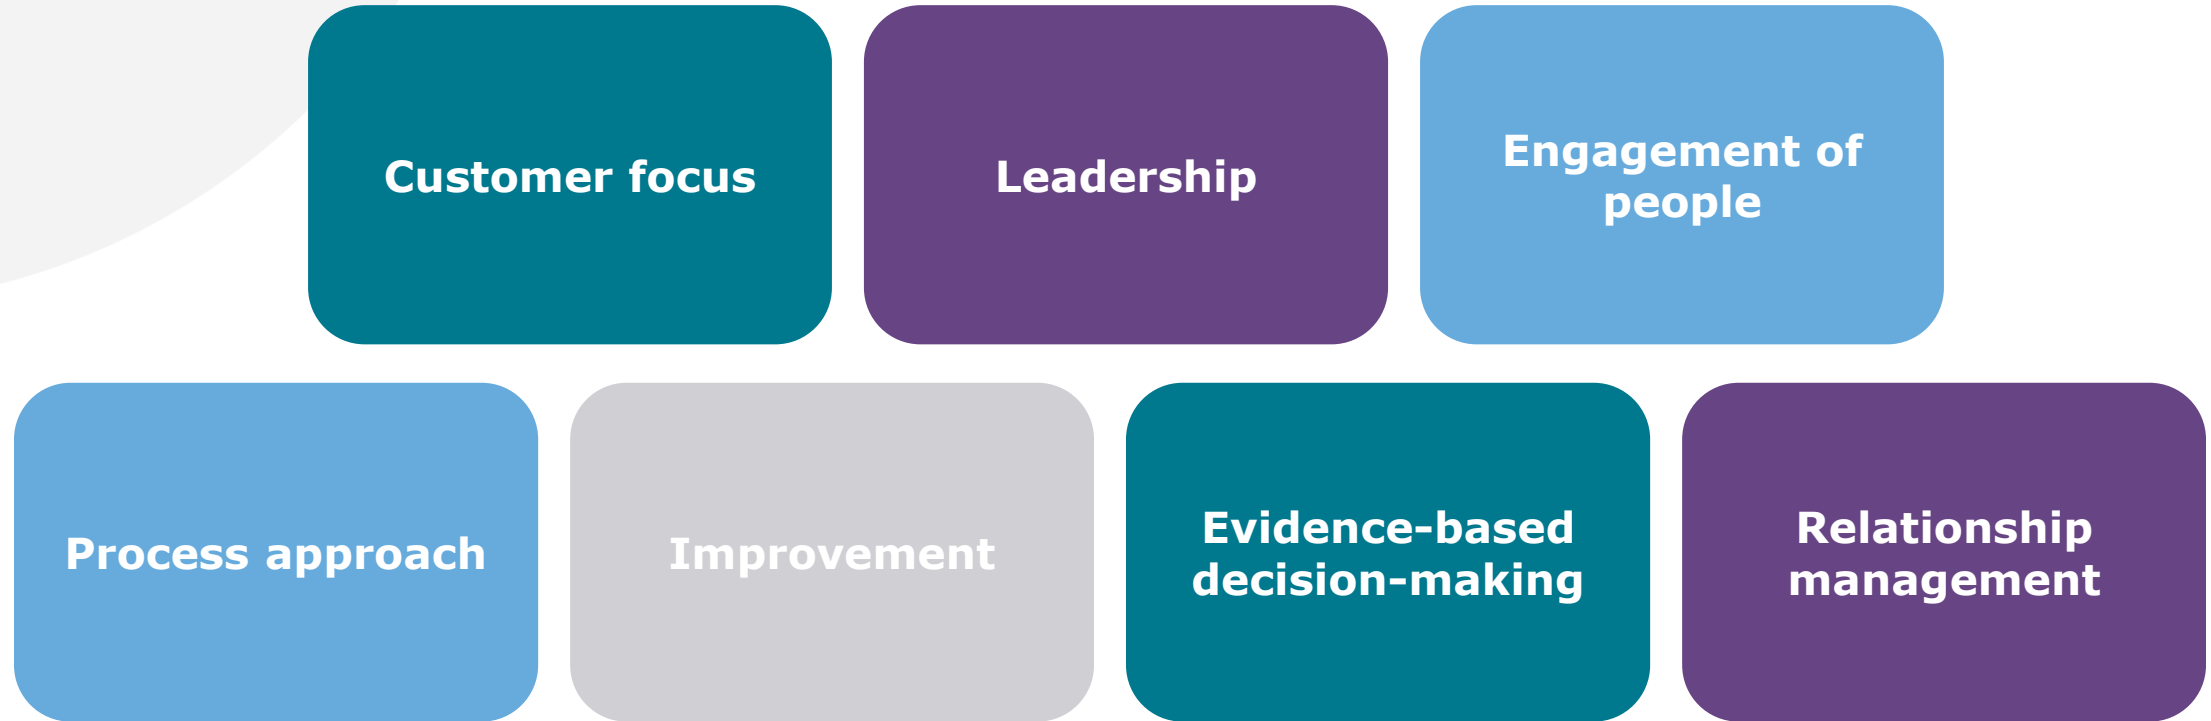 Customer focus
Leadership
Engagement of
people
Process approach
Improvement
Evidence-based
decision-making
Relationship
management